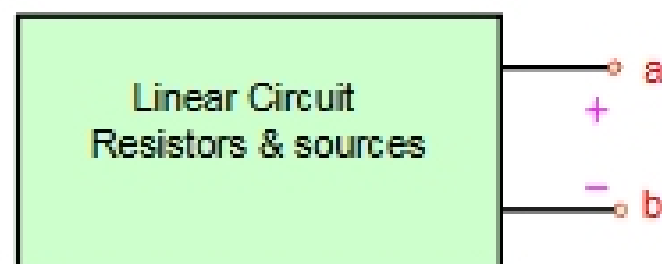 Linear Circuit
Resistors & sources
a
+
−
b